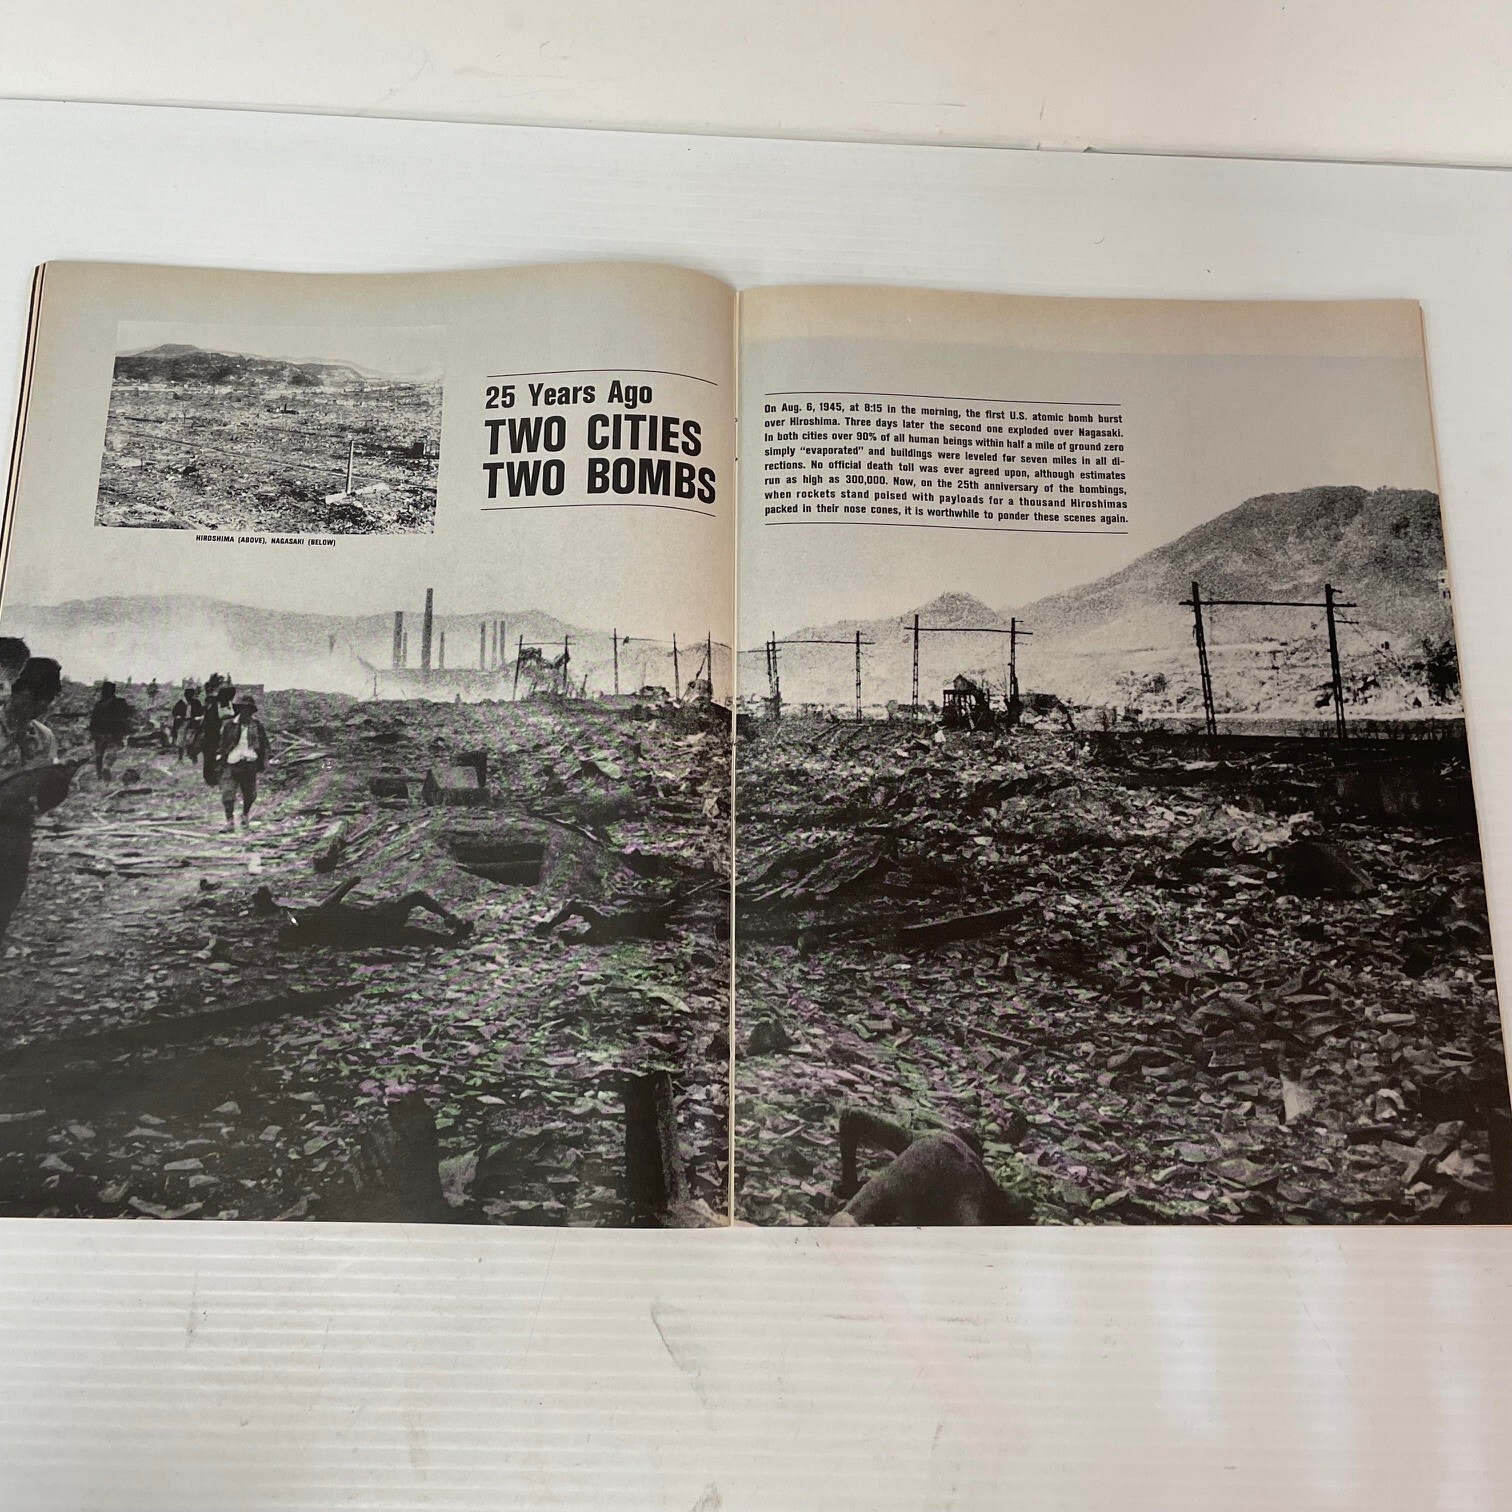 25 Years Ago
TWO CITIES
TWO BOMBS
HIROSHIMA (ABOVE), NAGASAKI (BELOW)
On Aug. 6, 1945, at 8:15 in the morning, the first U.S. atomic bomb burst
over Hiroshima. Three days later the second one exploded over Nagasaki.
In both cities over 90% of all human beings within half a mile of ground zero
simply “evaporated” and buildings were leveled for seven miles in all di-
rections. No official death toll was ever agreed upon, although estimates
run as high as 300,000. Now, on the 25th anniversary of the bombings,
when rockets stand poised with payloads for a thousand Hiroshimas
packed in their nose cones, it is worthwhile to ponder these scenes again.